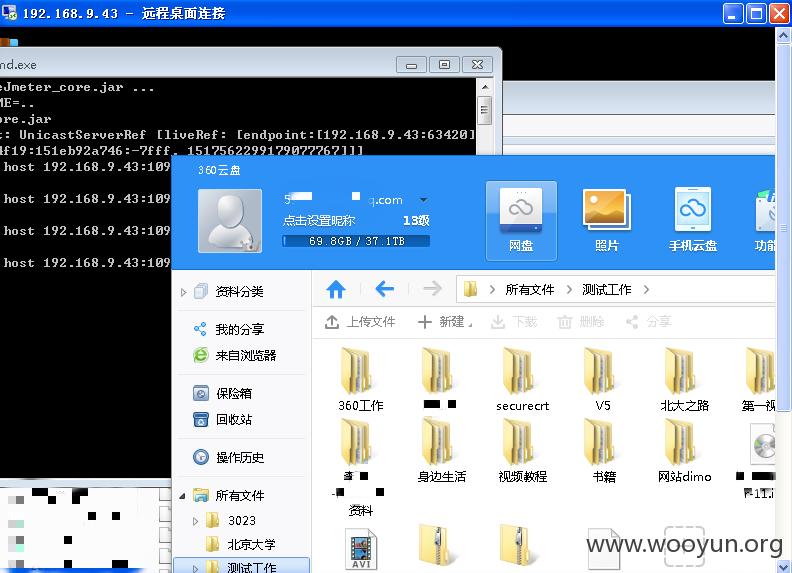 192.168.9.43 - 远程桌面连接
md.exe
eJmeter_core.jar ...
ME=..
ore.jar
t: UnicastServerRef [liveRef: [endpoint:[192.168.9.43:63420]
df19:151eb92a746:-7fff, 1517562299179077767]]]
host 192.168.9.43:109
host 192.168.9.43:109
host 192.168.9.43:109
host 192.168.9.43:109
360云盘
5 q.com
点击设置昵称 13级
69.8GB / 37.1TB
网盘 照片 手机云盘 功能
资料分类
我的分享
来自浏览器
保险箱
回收站
操作历史
所有文件
3023
北京大学
测试工作
所有文件 测试工作
上传文件 新建 下载 删除 分享
360工作 securecrt V5 北大之路 第一视
资料 身边生活 视频教程 书籍 网站dimo
AVI
www.wooyun.org